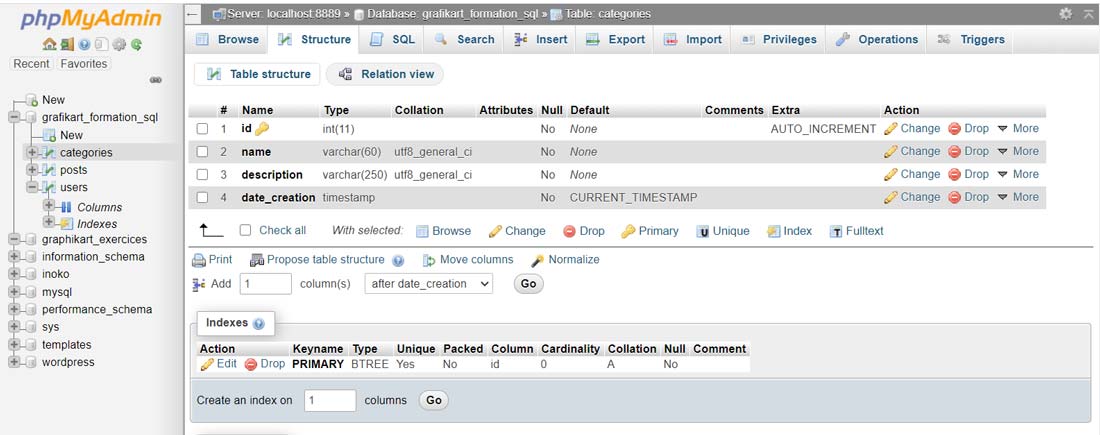 phpMyAdmin
Recent Favorites
New
grafikart_formation_sql
New
categories
posts
users
Columns
Indexes
graphikart_exercices
information_schema
inoko
mysql
performance_schema
sys
templates
wordpress
Server: localhost:8889 » Database: grafikart_formation_sql » Table: categories
Browse Structure SQL Search Insert Export Import Privileges Operations Triggers
Table structure Relation view
# Name Type Collation Attributes Null Default Comments Extra Action
1 id int(11) No None AUTO_INCREMENT Change Drop More
2 name varchar(60) utf8_general_ci No None Change Drop More
3 description varchar(250) utf8_general_ci No None Change Drop More
4 date_creation timestamp No CURRENT_TIMESTAMP Change Drop More
Check all With selected: Browse Change Drop Primary Unique Index Fulltext
Print Propose table structure Move columns Normalize
Add 1 column(s) after date_creation Go
Indexes
Action Keyname Type Unique Packed Column Cardinality Collation Null Comment
Edit Drop PRIMARY BTREE Yes No id 0 A No
Create an index on 1 columns Go